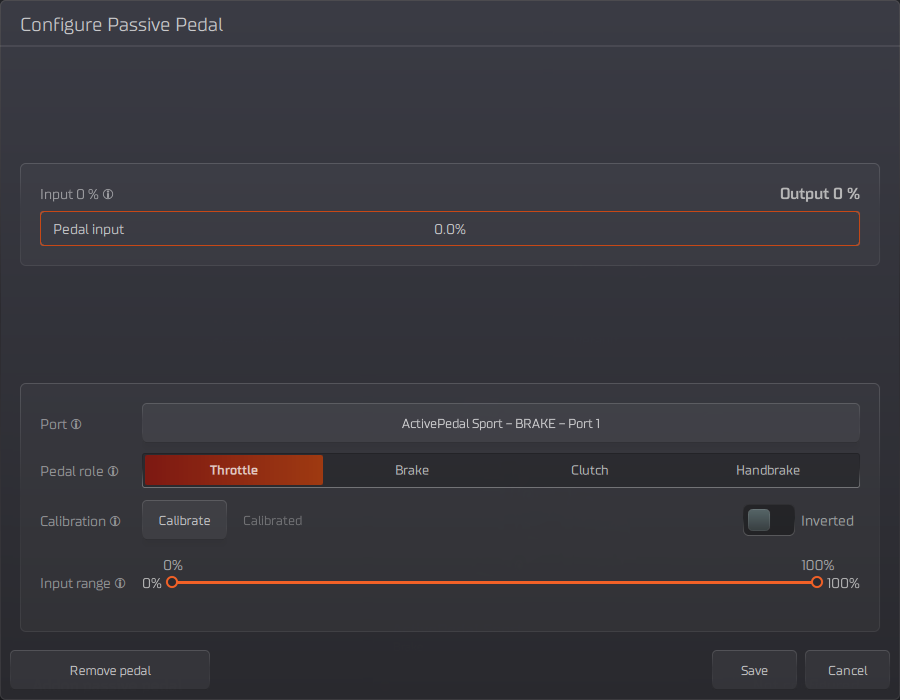 Configure Passive Pedal
Input 0 % ⓘ
Output 0 %
Pedal input
0.0%
Port ⓘ
ActivePedal Sport – BRAKE – Port 1
Pedal role ⓘ
Throttle
Brake
Clutch
Handbrake
Calibration ⓘ
Calibrate
Calibrated
Inverted
0%
100%
Input range ⓘ
0%
100%
Remove pedal
Save
Cancel